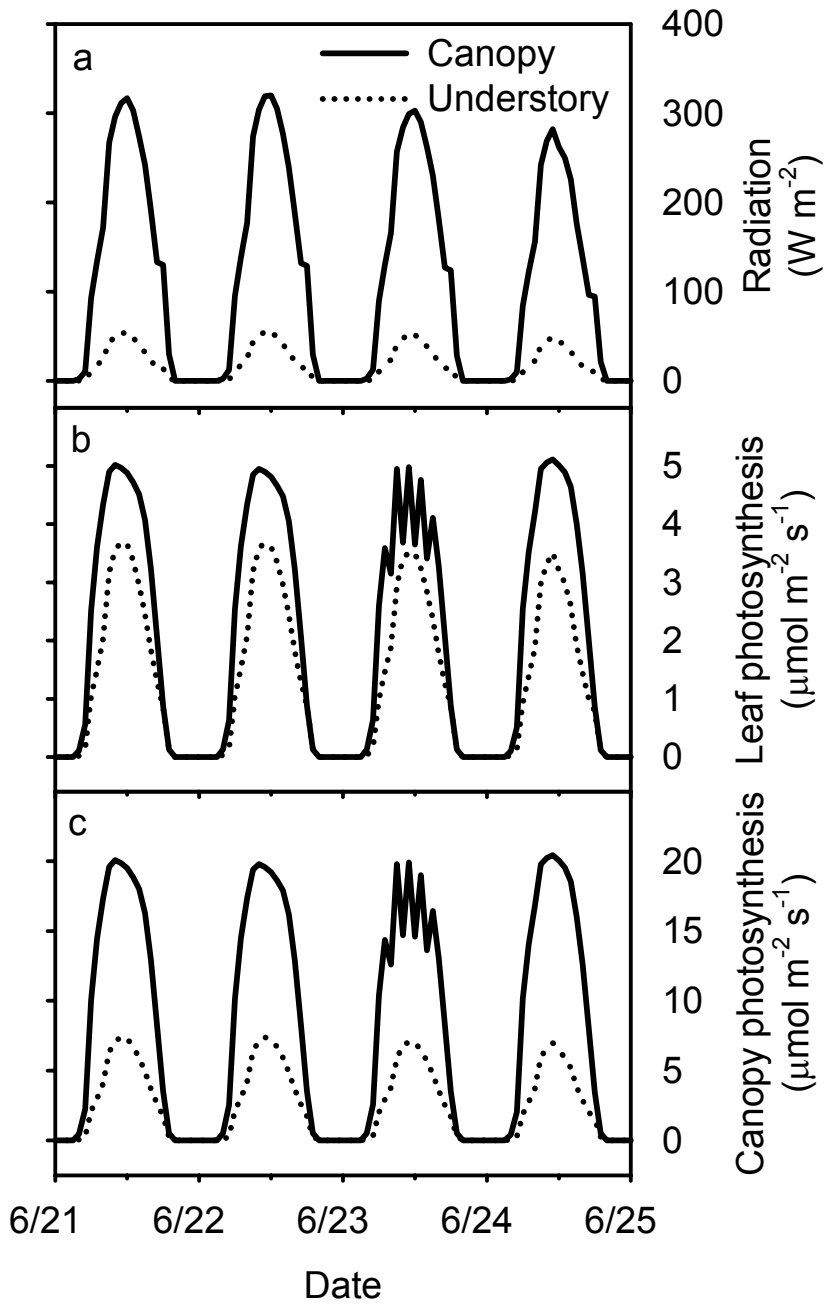 a
Canopy
Understory
400
300
200
100
0
Radiation
(W m⁻²)
b
5
4
3
2
1
0
Leaf photosynthesis
(μmol m⁻² s⁻¹)
c
20
15
10
5
0
Canopy photosynthesis
(μmol m⁻² s⁻¹)
6/21 6/22 6/23 6/24 6/25
Date